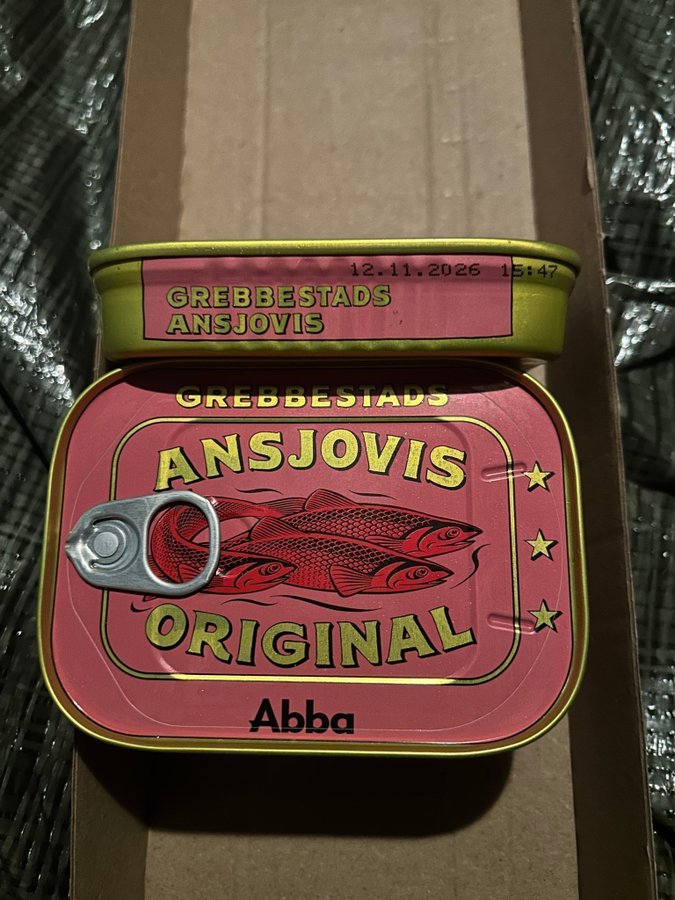 12.11.2026 15:47
GREBBESTADS
ANSJOVIS
GREBBESTADS
ANSJOVIS
ORIGINAL
Abba